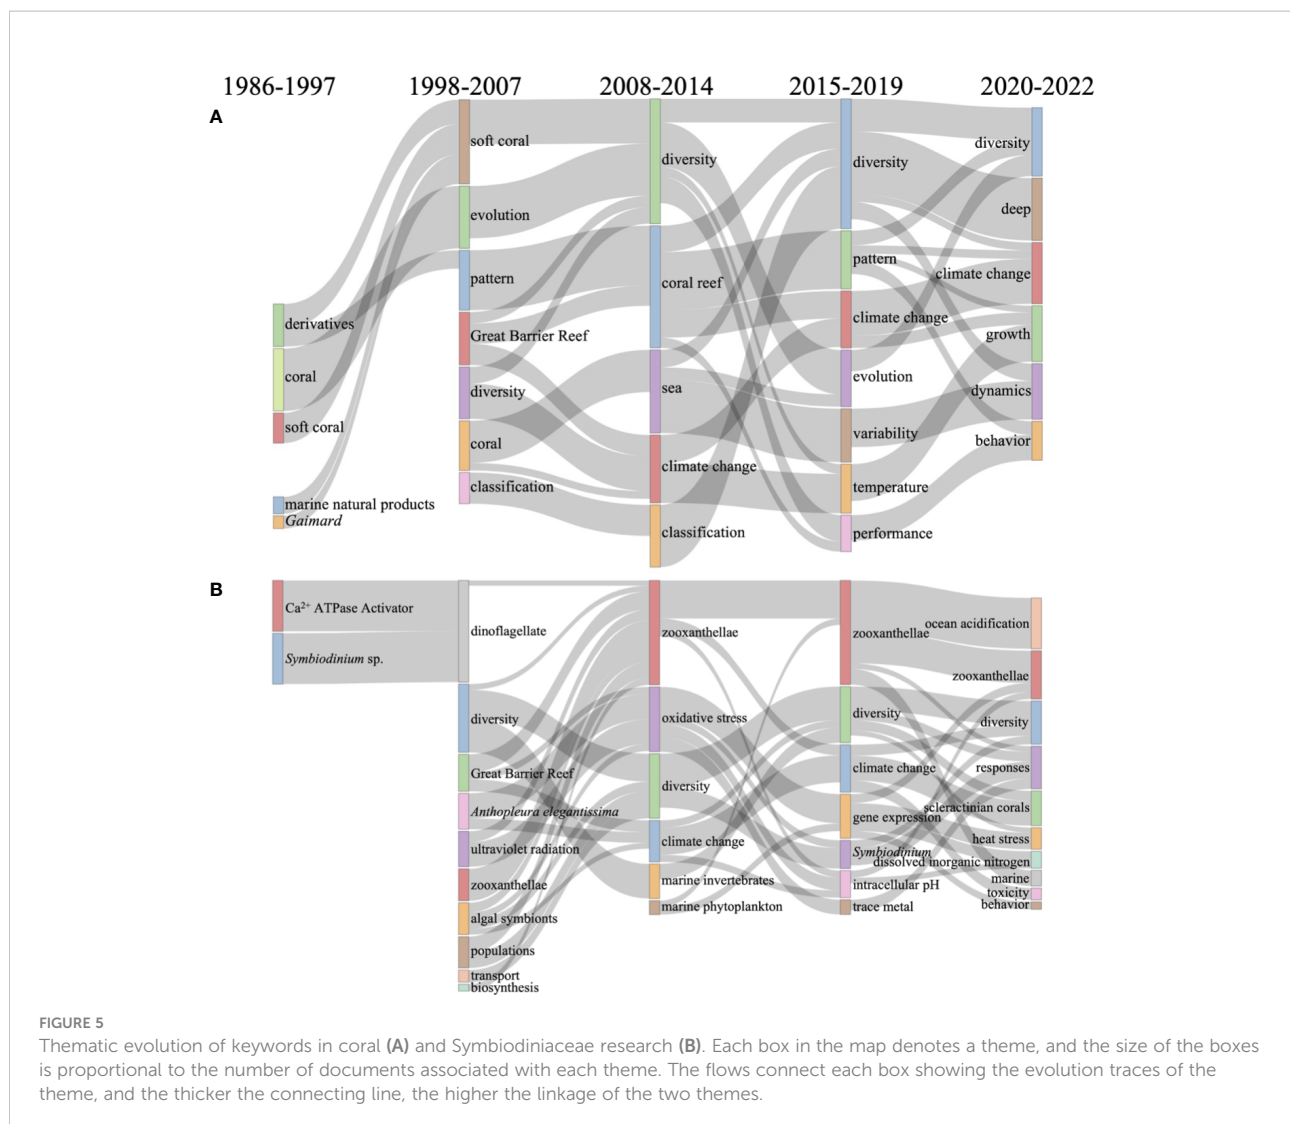 1986-1997
1998-2007
2008-2014
2015-2019
2020-2022
A
derivatives
coral
soft coral
marine natural products
Gaimard
soft coral
evolution
pattern
Great Barrier Reef
diversity
coral
classification
diversity
coral reef
sea
climate change
classification
diversity
pattern
climate change
evolution
variability
temperature
performance
diversity
deep
climate change
growth
dynamics
behavior
B
Ca²⁺ ATPase Activator
Symbiodinium sp.
dinoflagellate
diversity
Great Barrier Reef
Anthopleura elegantissima
ultraviolet radiation
zooxanthellae
algal symbionts
populations
transport
biosynthesis
zooxanthellae
oxidative stress
diversity
climate change
marine invertebrates
marine phytoplankton
zooxanthellae
diversity
climate change
gene expression
Symbiodinium
intracellular pH
trace metal
ocean acidification
zooxanthellae
diversity
responses
scleractinian corals
heat stress
dissolved inorganic nitrogen
marine
toxicity
behavior
FIGURE 5
Thematic evolution of keywords in coral (A) and Symbiodiniaceae research (B). Each box in the map denotes a theme, and the size of the boxes
is proportional to the number of documents associated with each theme. The flows connect each box showing the evolution traces of the
theme, and the thicker the connecting line, the higher the linkage of the two themes.